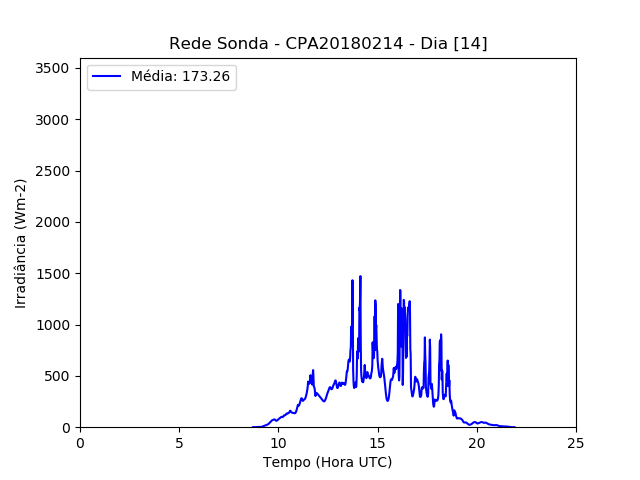 Rede Sonda - CPA20180214 - Dia [14]
Média: 173.26
3500
3000
2500
2000
1500
1000
500
0
Irradiância (Wm-2)
0 5 10 15 20 25
Tempo (Hora UTC)